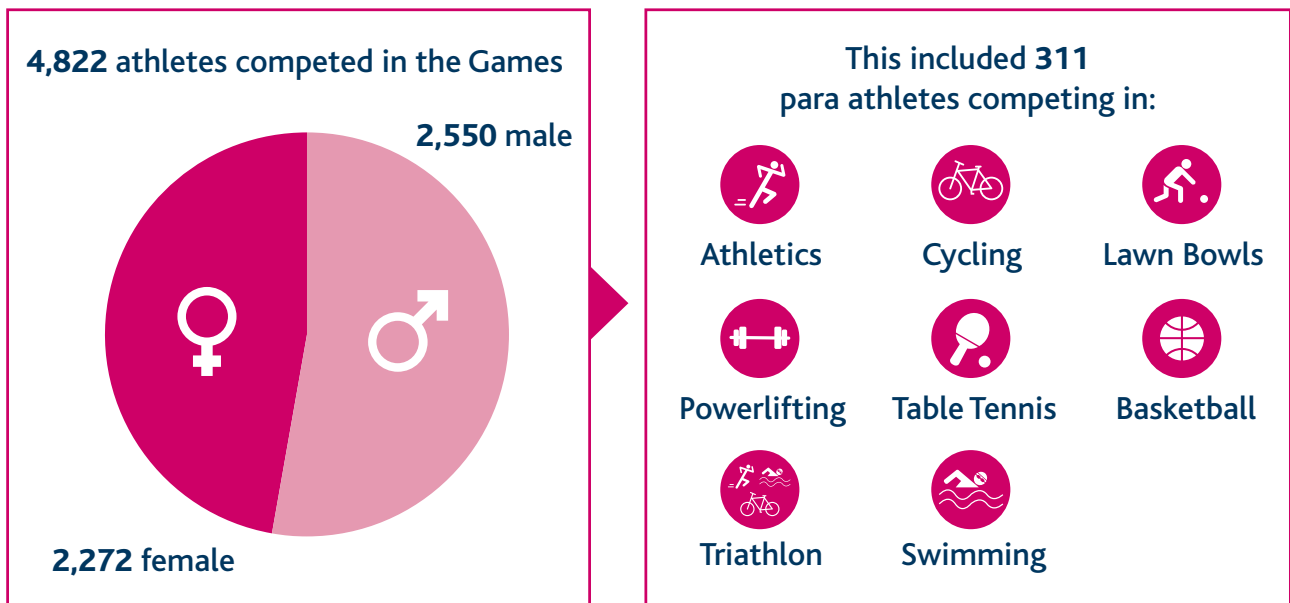 4,822 athletes competed in the Games
2,550 male
2,272 female
This included 311
para athletes competing in:
Athletics
Cycling
Lawn Bowls
Powerlifting
Table Tennis
Basketball
Triathlon
Swimming